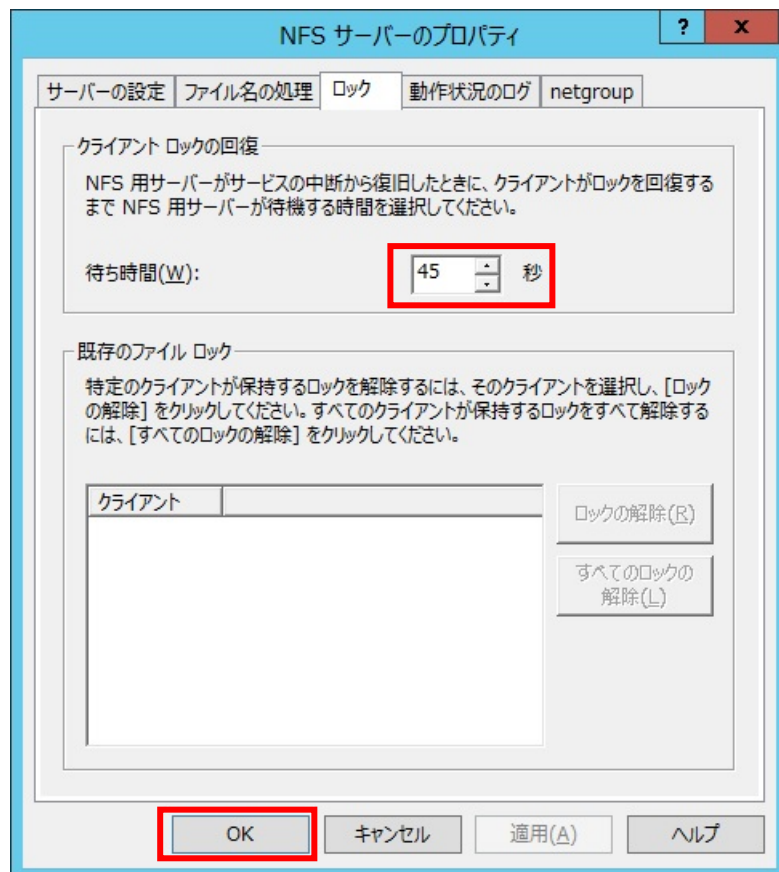 NFS サーバーのプロパティ
? x
サーバーの設定 ファイル名の処理 ロック 動作状況のログ netgroup
クライアント ロックの回復
NFS 用サーバーがサービスの中断から復旧したときに、クライアントがロックを回復する
まで NFS 用サーバーが待機する時間を選択してください。
待ち時間(W): 45 秒
既存のファイル ロック
特定のクライアントが保持するロックを解除するには、そのクライアントを選択し、[ロック
の解除] をクリックしてください。すべてのクライアントが保持するロックをすべて解除する
には、[すべてのロックの解除] をクリックしてください。
クライアント
ロックの解除(R)
すべてのロックの
解除(L)
OK キャンセル 適用(A) ヘルプ